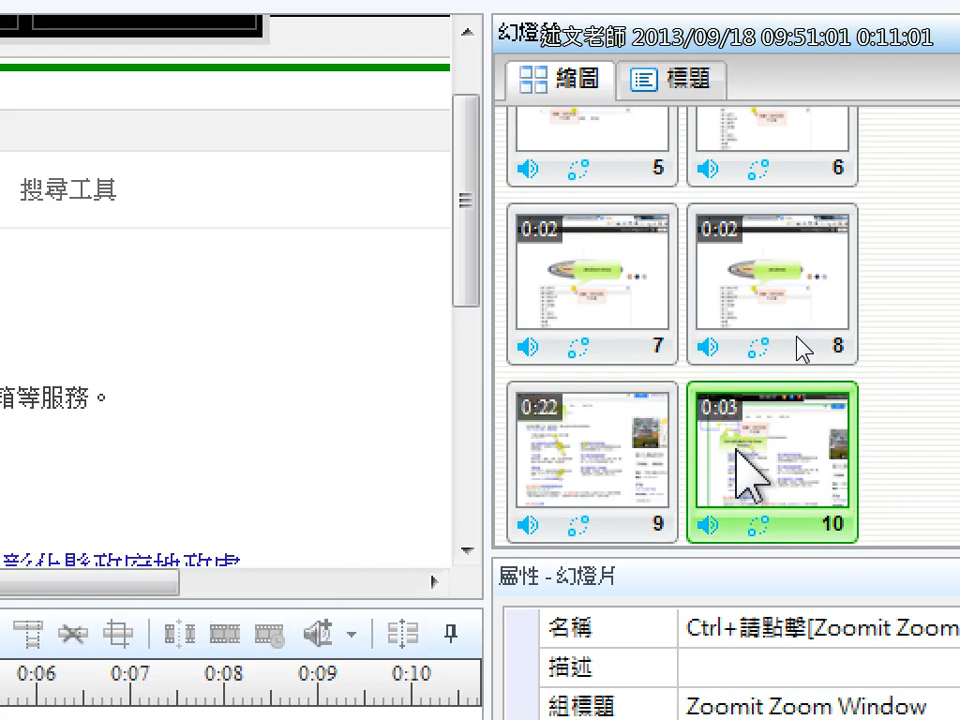 幻燈片
老師 2013/09/18 09:51:01 0:11:01
縮圖
標題
搜尋工具
5
6
0:02
0:02
7
8
等服務。
0:22
0:03
9
10
屬性 - 幻燈片
名稱
Ctrl+請點擊[Zoomit Zoom
描述
組標題
Zoomit Zoom Window
0:06
0:07
0:08
0:09
0:10